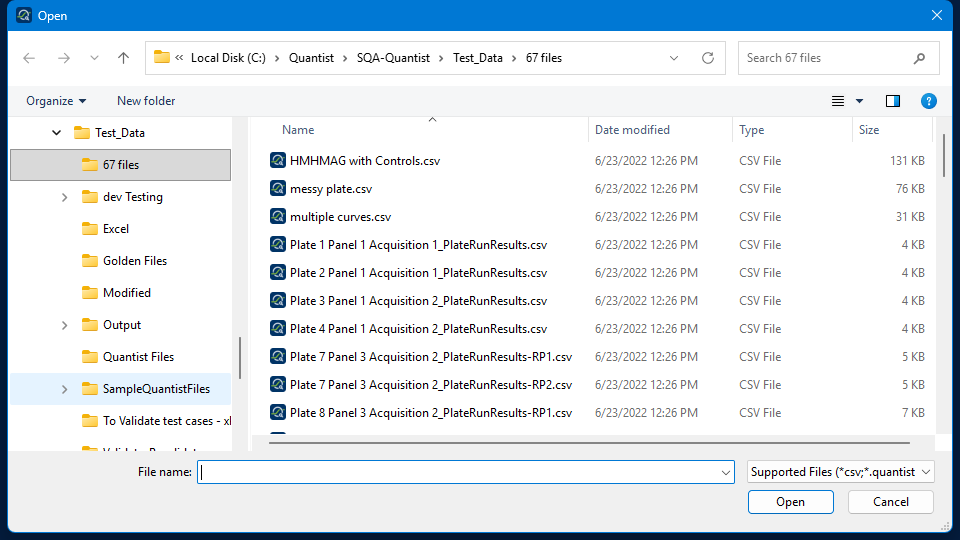 Open
Local Disk (C:) Quantist SQA-Quantist Test_Data 67 files
Search 67 files
Organize New folder
Test_Data
67 files
dev Testing
Excel
Golden Files
Modified
Output
Quantist Files
SampleQuantistFiles
To Validate test cases - xl
Name Date modified Type Size
HMHMAG with Controls.csv 6/23/2022 12:26 PM CSV File 131 KB
messy plate.csv 6/23/2022 12:26 PM CSV File 76 KB
multiple curves.csv 6/23/2022 12:26 PM CSV File 31 KB
Plate 1 Panel 1 Acquisition 1_PlateRunResults.csv 6/23/2022 12:26 PM CSV File 4 KB
Plate 2 Panel 1 Acquisition 1_PlateRunResults.csv 6/23/2022 12:26 PM CSV File 4 KB
Plate 3 Panel 1 Acquisition 2_PlateRunResults.csv 6/23/2022 12:26 PM CSV File 4 KB
Plate 4 Panel 1 Acquisition 2_PlateRunResults.csv 6/23/2022 12:26 PM CSV File 4 KB
Plate 7 Panel 3 Acquisition 2_PlateRunResults-RP1.csv 6/23/2022 12:26 PM CSV File 5 KB
Plate 7 Panel 3 Acquisition 2_PlateRunResults-RP2.csv 6/23/2022 12:26 PM CSV File 5 KB
Plate 8 Panel 3 Acquisition 2_PlateRunResults-RP1.csv 6/23/2022 12:26 PM CSV File 7 KB
File name:
Supported Files (*csv;*.quantist
Open Cancel